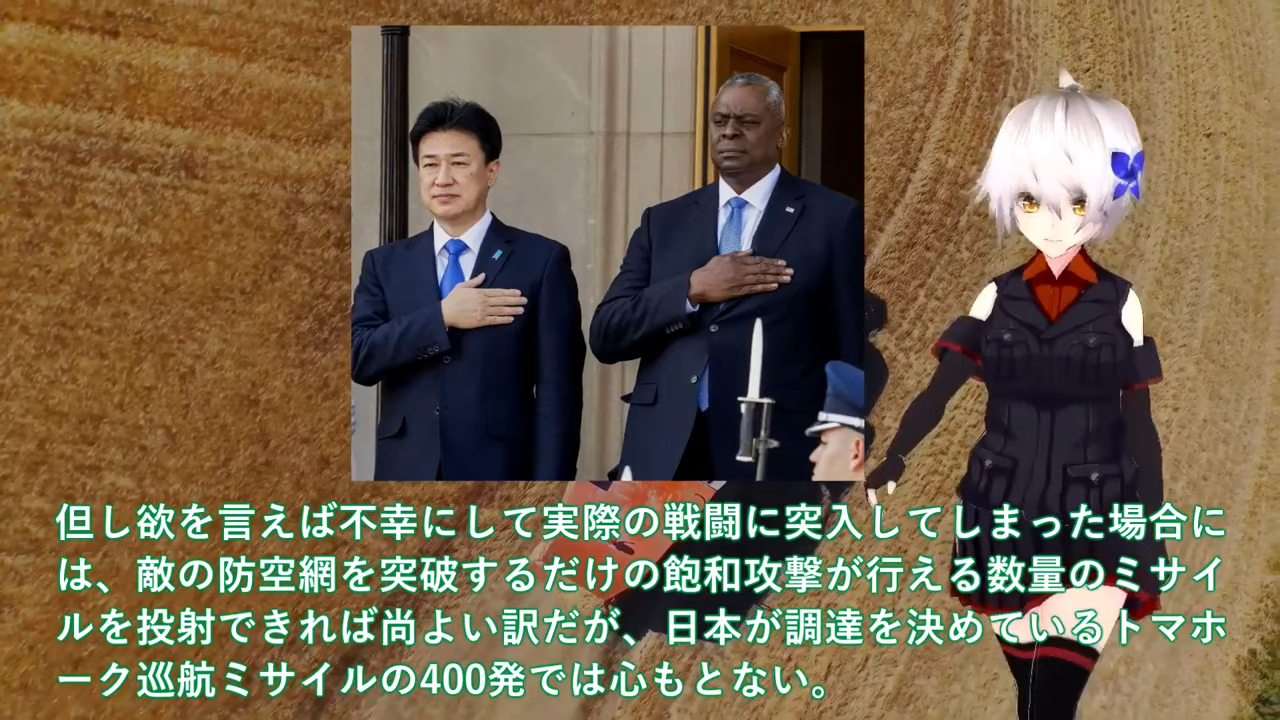 但し欲を言えば不幸にして実際の戦闘に突入してしまった場合に
は、敵の防空網を突破するだけの飽和攻撃が行える数量のミサイ
ルを投射できれば尚よい訳だが、日本が調達を決めているトマホ
ーク巡航ミサイルの400発では心もとない。